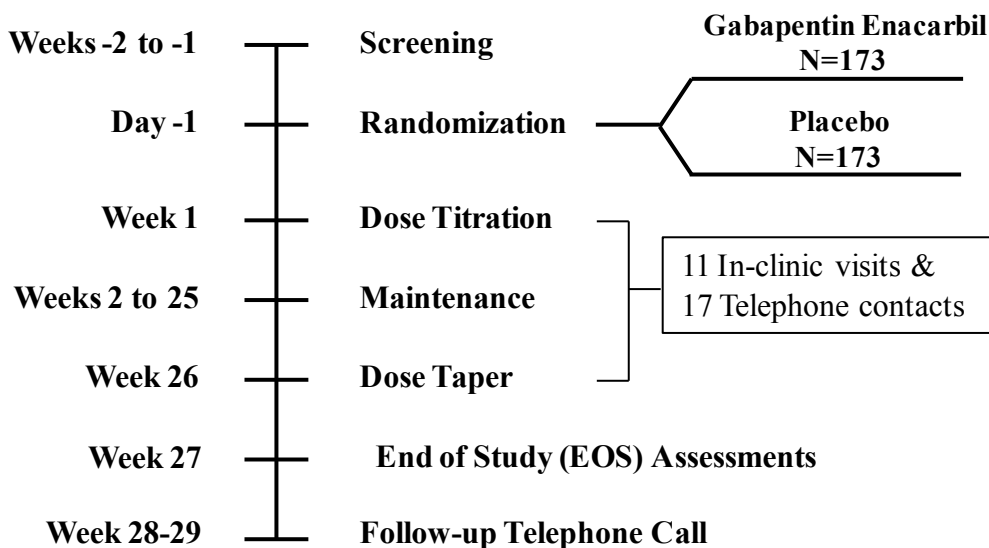 Weeks -2 to -1
Screening
Gabapentin Enacarbil
N=173
Day -1
Randomization
Placebo
N=173
Week 1
Dose Titration
11 In-clinic visits &
17 Telephone contacts
Weeks 2 to 25
Maintenance
Week 26
Dose Taper
Week 27
End of Study (EOS) Assessments
Week 28-29
Follow-up Telephone Call